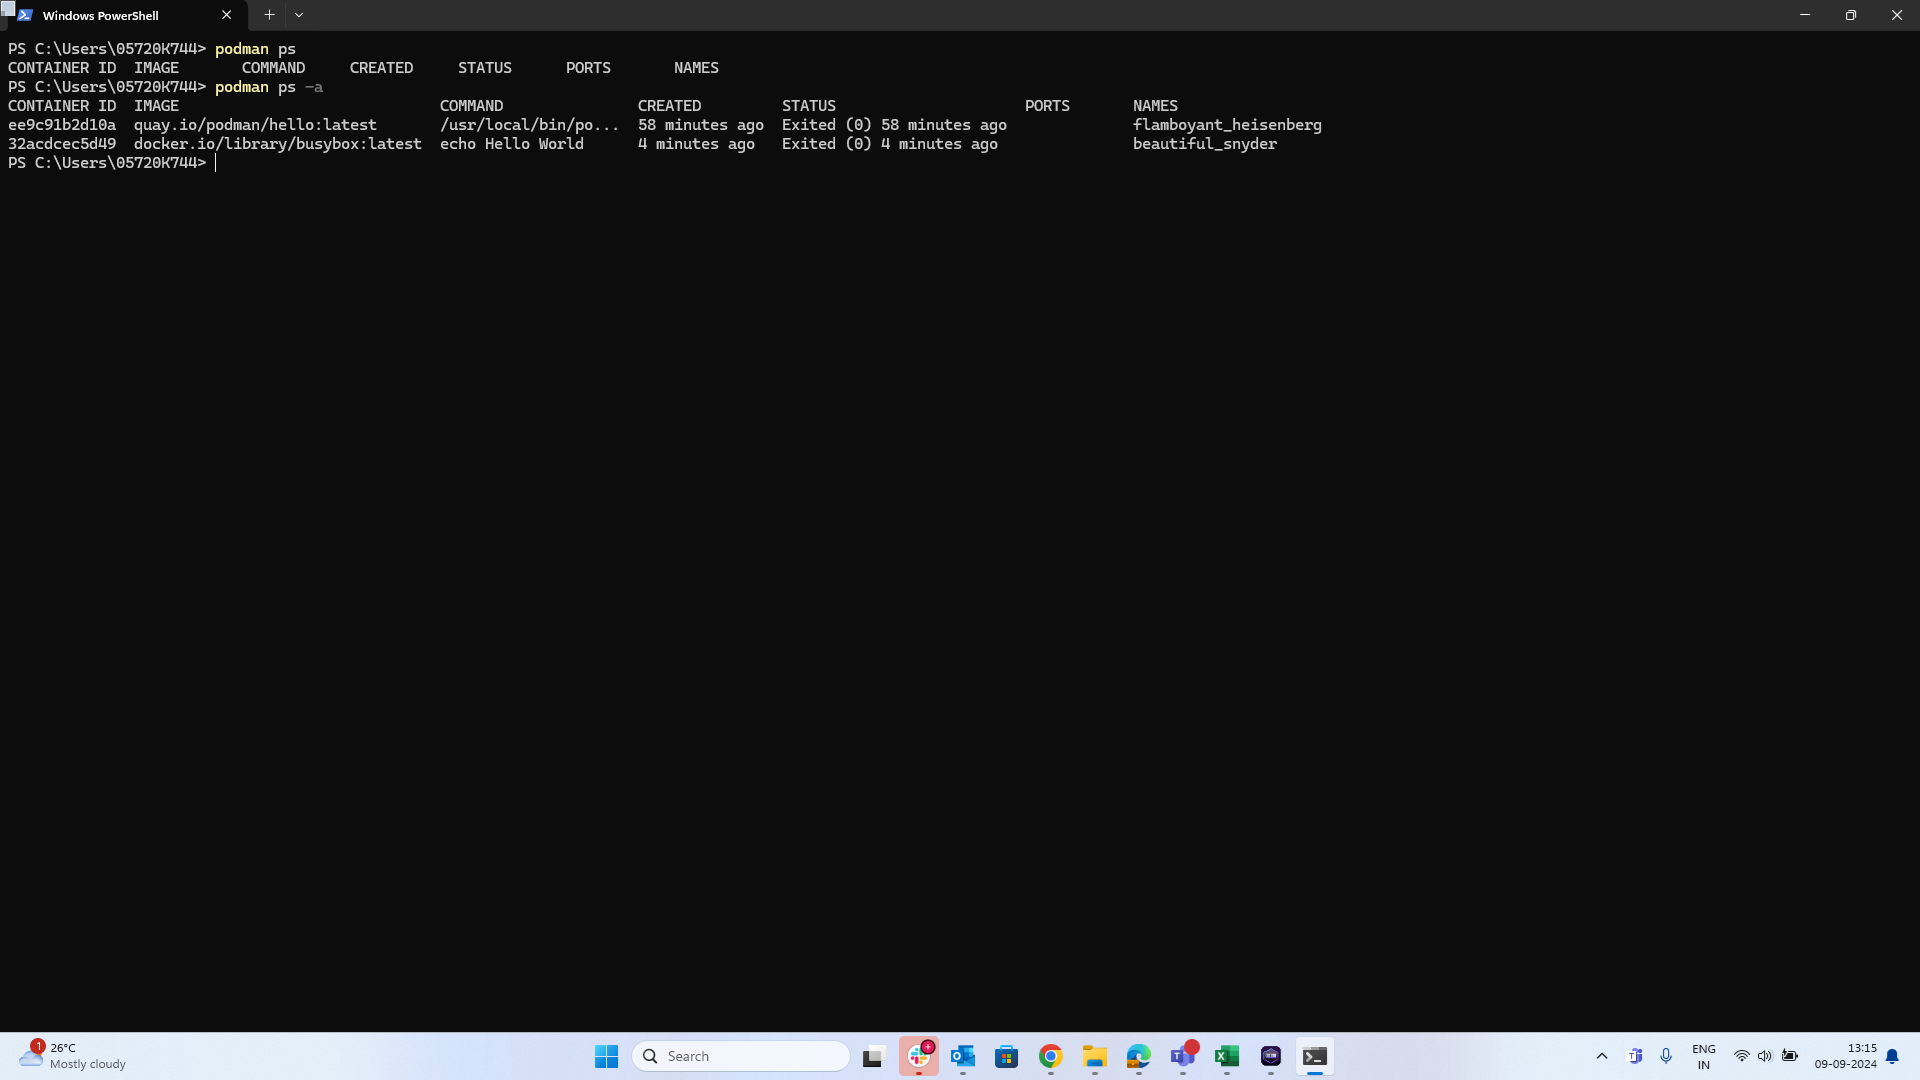 Windows PowerShell
PS C:\Users\05720K744> podman ps
CONTAINER ID  IMAGE       COMMAND     CREATED     STATUS      PORTS       NAMES
PS C:\Users\05720K744> podman ps -a
CONTAINER ID  IMAGE                             COMMAND               CREATED         STATUS                     PORTS       NAMES
ee9c91b2d10a  quay.io/podman/hello:latest       /usr/local/bin/po...  58 minutes ago  Exited (0) 58 minutes ago              flamboyant_heisenberg
32acdcec5d49  docker.io/library/busybox:latest  echo Hello World      4 minutes ago   Exited (0) 4 minutes ago               beautiful_snyder
PS C:\Users\05720K744>
1
26°C
Mostly cloudy
Search
ENG
IN
13:15
09-09-2024